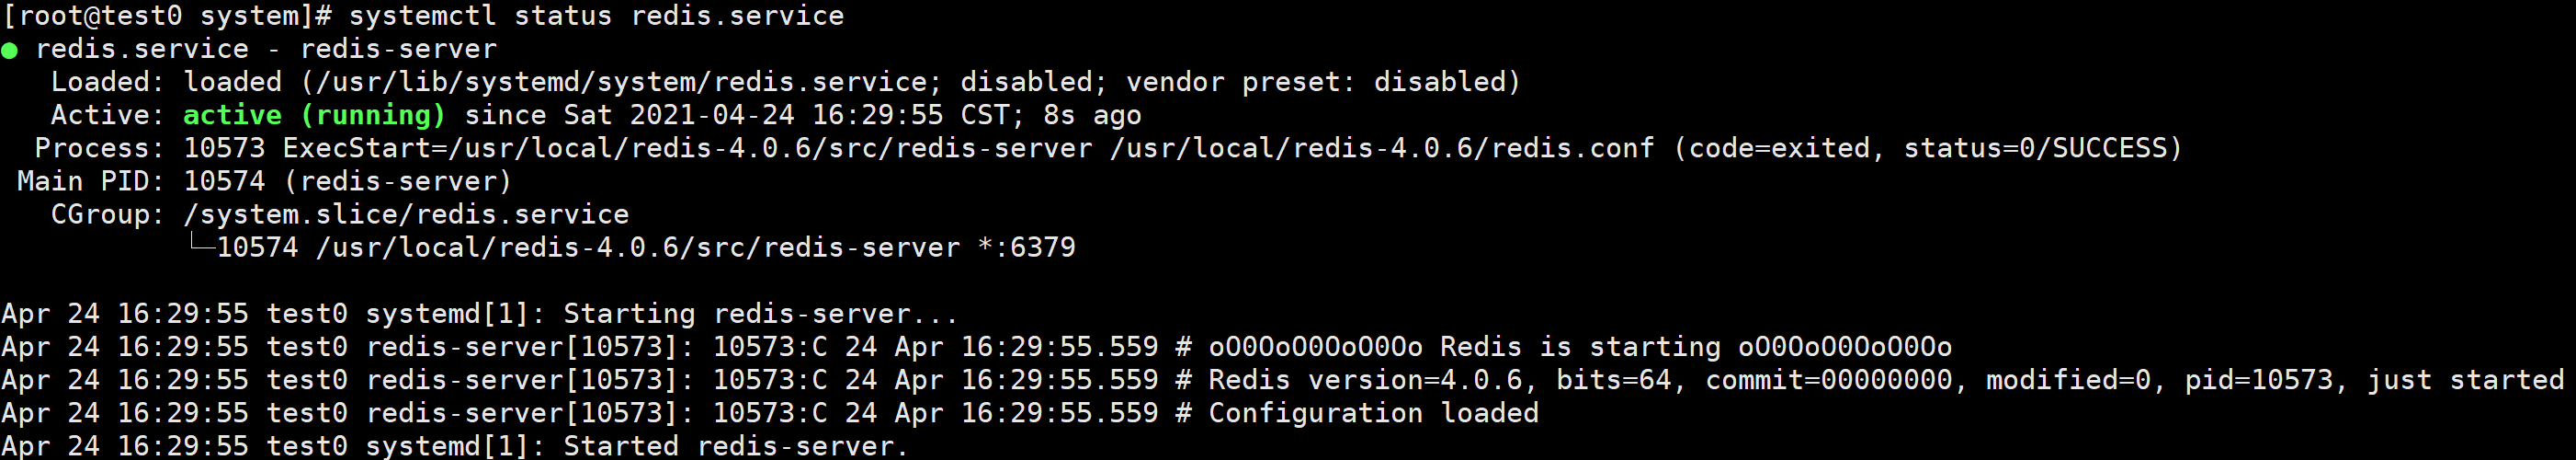 [root@test0 system]# systemctl status redis.service
● redis.service - redis-server
   Loaded: loaded (/usr/lib/systemd/system/redis.service; disabled; vendor preset: disabled)
   Active: active (running) since Sat 2021-04-24 16:29:55 CST; 8s ago
  Process: 10573 ExecStart=/usr/local/redis-4.0.6/src/redis-server /usr/local/redis-4.0.6/redis.conf (code=exited, status=0/SUCCESS)
 Main PID: 10574 (redis-server)
   CGroup: /system.slice/redis.service
           └─10574 /usr/local/redis-4.0.6/src/redis-server *:6379

Apr 24 16:29:55 test0 systemd[1]: Starting redis-server...
Apr 24 16:29:55 test0 redis-server[10573]: 10573:C 24 Apr 16:29:55.559 # oO0OoO0OoO0Oo Redis is starting oO0OoO0OoO0Oo
Apr 24 16:29:55 test0 redis-server[10573]: 10573:C 24 Apr 16:29:55.559 # Redis version=4.0.6, bits=64, commit=00000000, modified=0, pid=10573, just started
Apr 24 16:29:55 test0 redis-server[10573]: 10573:C 24 Apr 16:29:55.559 # Configuration loaded
Apr 24 16:29:55 test0 systemd[1]: Started redis-server.